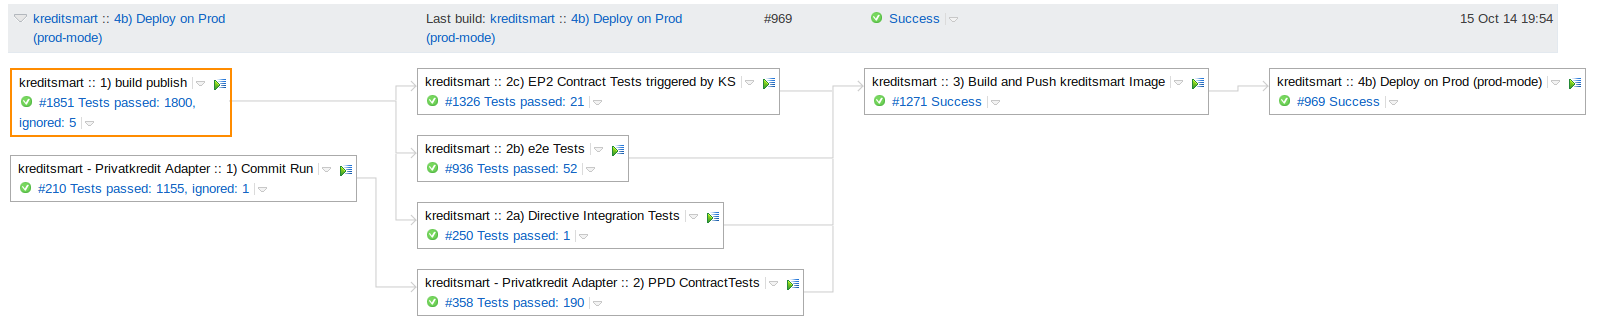 kreditsmart :: 4b) Deploy on Prod Last build: kreditsmart :: 4b) Deploy on Prod #969 Success 15 Oct 14 19:54
(prod-mode) (prod-mode)
kreditsmart :: 1) build publish
#1851 Tests passed: 1800,
ignored: 5
kreditsmart - Privatkredit Adapter :: 1) Commit Run
#210 Tests passed: 1155, ignored: 1
kreditsmart :: 2c) EP2 Contract Tests triggered by KS
#1326 Tests passed: 21
kreditsmart :: 2b) e2e Tests
#936 Tests passed: 52
kreditsmart :: 2a) Directive Integration Tests
#250 Tests passed: 1
kreditsmart - Privatkredit Adapter :: 2) PPD ContractTests
#358 Tests passed: 190
kreditsmart :: 3) Build and Push kreditsmart Image
#1271 Success
kreditsmart :: 4b) Deploy on Prod (prod-mode)
#969 Success